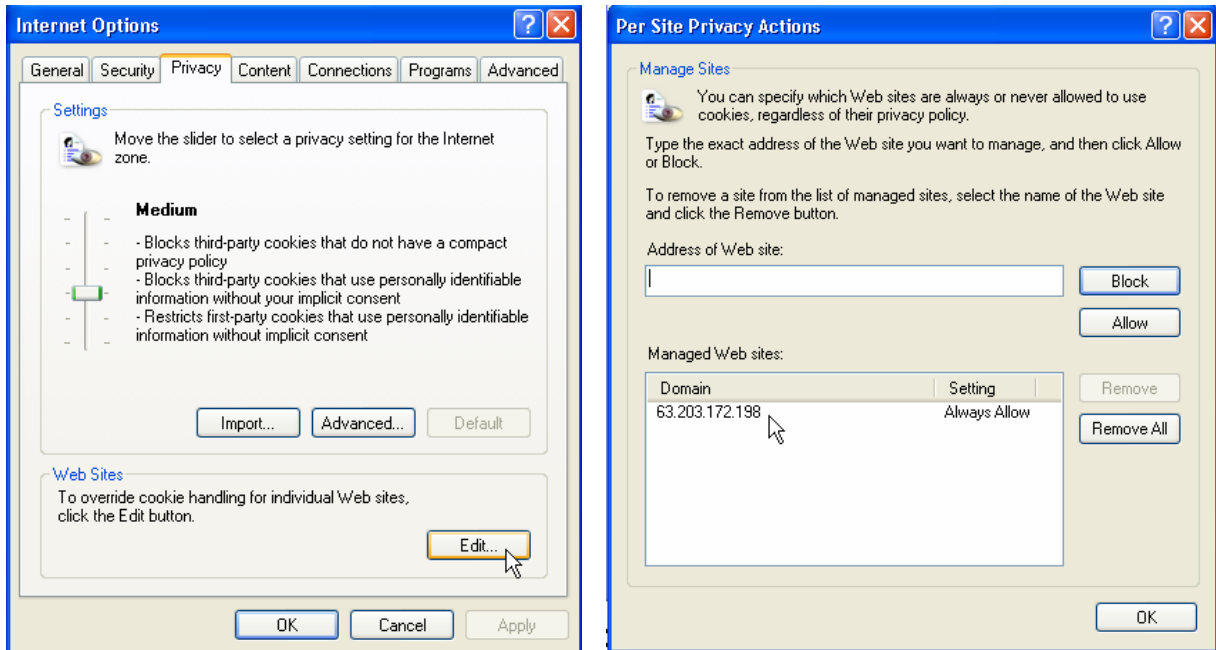 Internet Options
General Security Privacy Content Connections Programs Advanced
Settings
Move the slider to select a privacy setting for the Internet
zone.
Medium
- Blocks third-party cookies that do not have a compact
privacy policy
- Blocks third-party cookies that use personally identifiable
information without your implicit consent
- Restricts first-party cookies that use personally identifiable
information without implicit consent
Import... Advanced... Default
Web Sites
To override cookie handling for individual Web sites,
click the Edit button.
Edit...
OK Cancel Apply
Per Site Privacy Actions
Manage Sites
You can specify which Web sites are always or never allowed to use
cookies, regardless of their privacy policy.
Type the exact address of the Web site you want to manage, and then click Allow
or Block.
To remove a site from the list of managed sites, select the name of the Web site
and click the Remove button.
Address of Web site:
Block
Allow
Managed Web sites:
Domain Setting
Remove
63.203.172.198 Always Allow
Remove All
OK